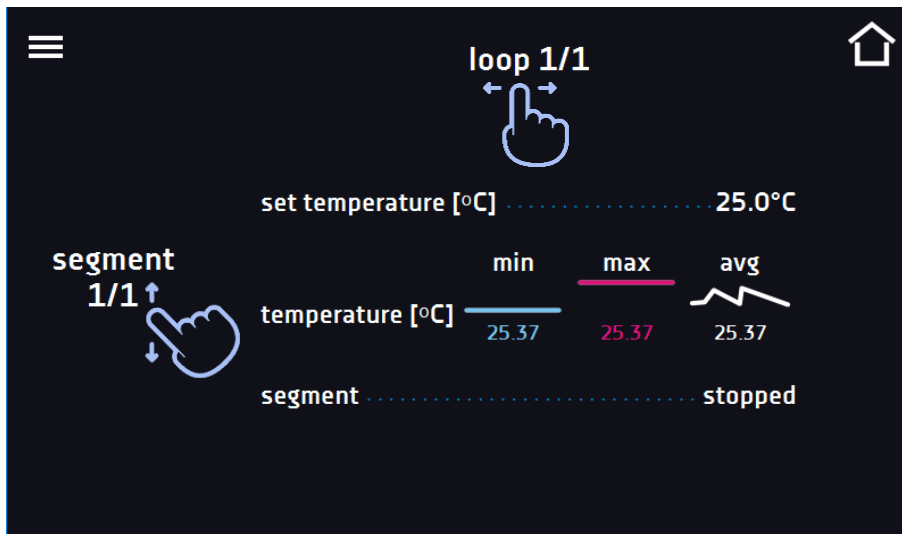 loop 1/1
set temperature [°C] ........................ 25.0°C
segment
1/1
min max avg
temperature [°C]
25.37 25.37 25.37
segment ........................................ stopped